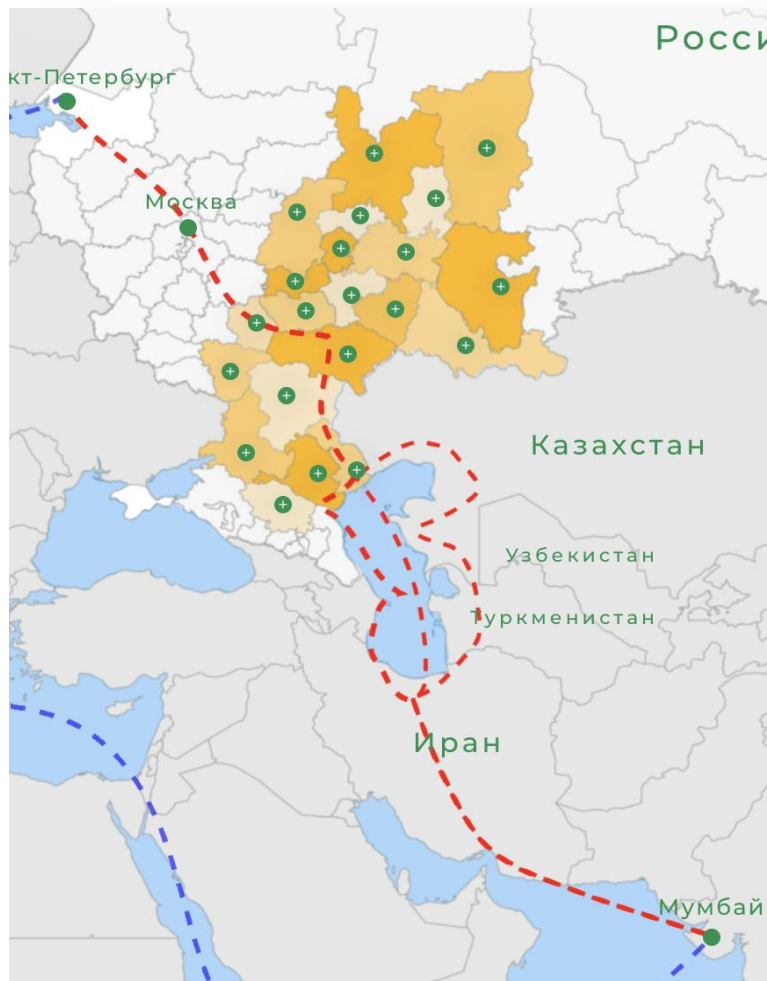 Росси
кт-Петербург
Москва
Казахстан
Узбекистан
Туркменистан
Иран
Мумбай